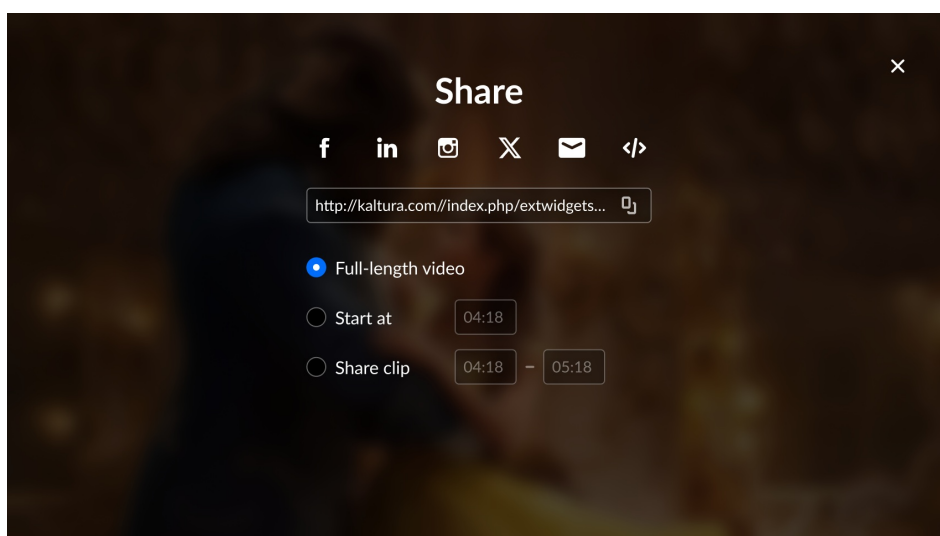 Share
f in X </>
http://kaltura.com//index.php/extwidgets...
Full-length video
Start at 04:18
Share clip 04:18 – 05:18